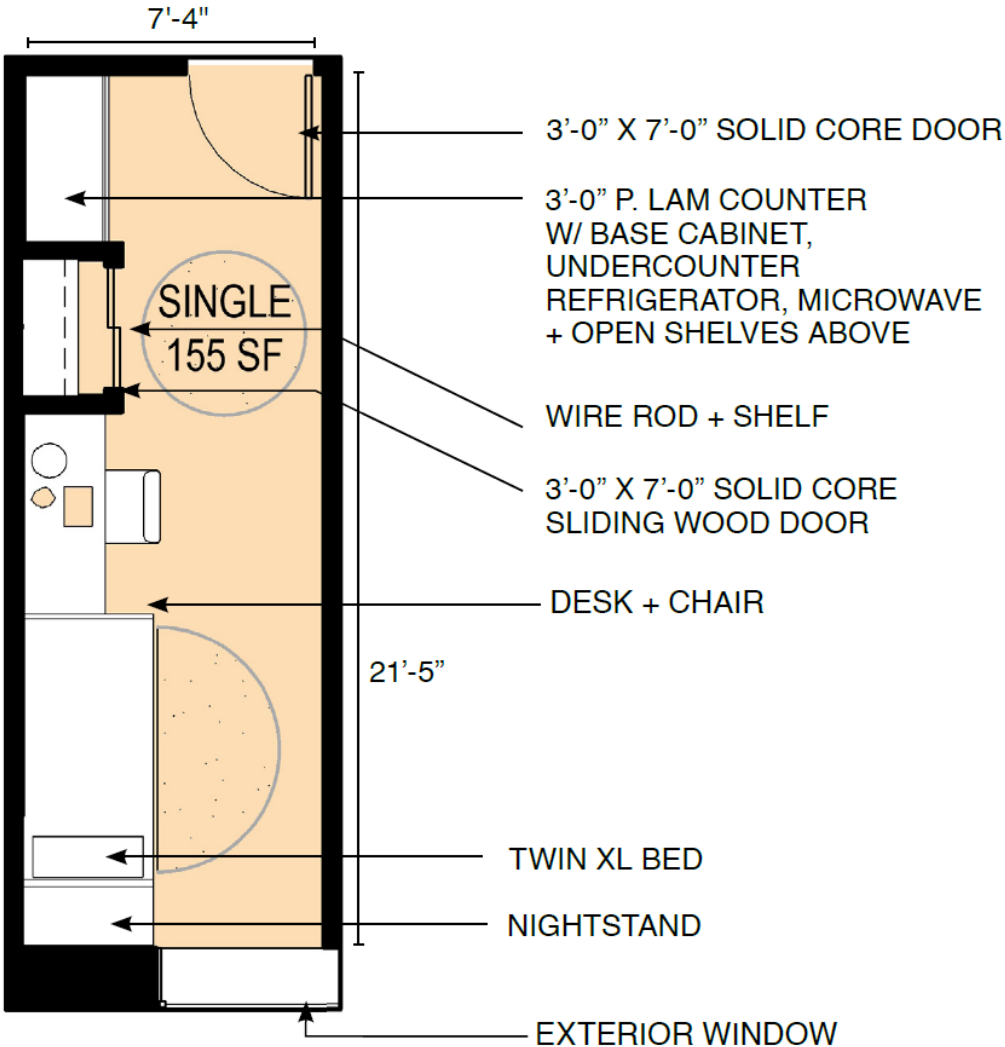 7'-4"
3'-0” X 7’-0” SOLID CORE DOOR
3'-0” P. LAM COUNTER
W/ BASE CABINET,
UNDERCOUNTER
REFRIGERATOR, MICROWAVE
+ OPEN SHELVES ABOVE
SINGLE
155 SF
WIRE ROD + SHELF
3'-0” X 7’-0” SOLID CORE
SLIDING WOOD DOOR
DESK + CHAIR
21’-5”
TWIN XL BED
NIGHTSTAND
EXTERIOR WINDOW